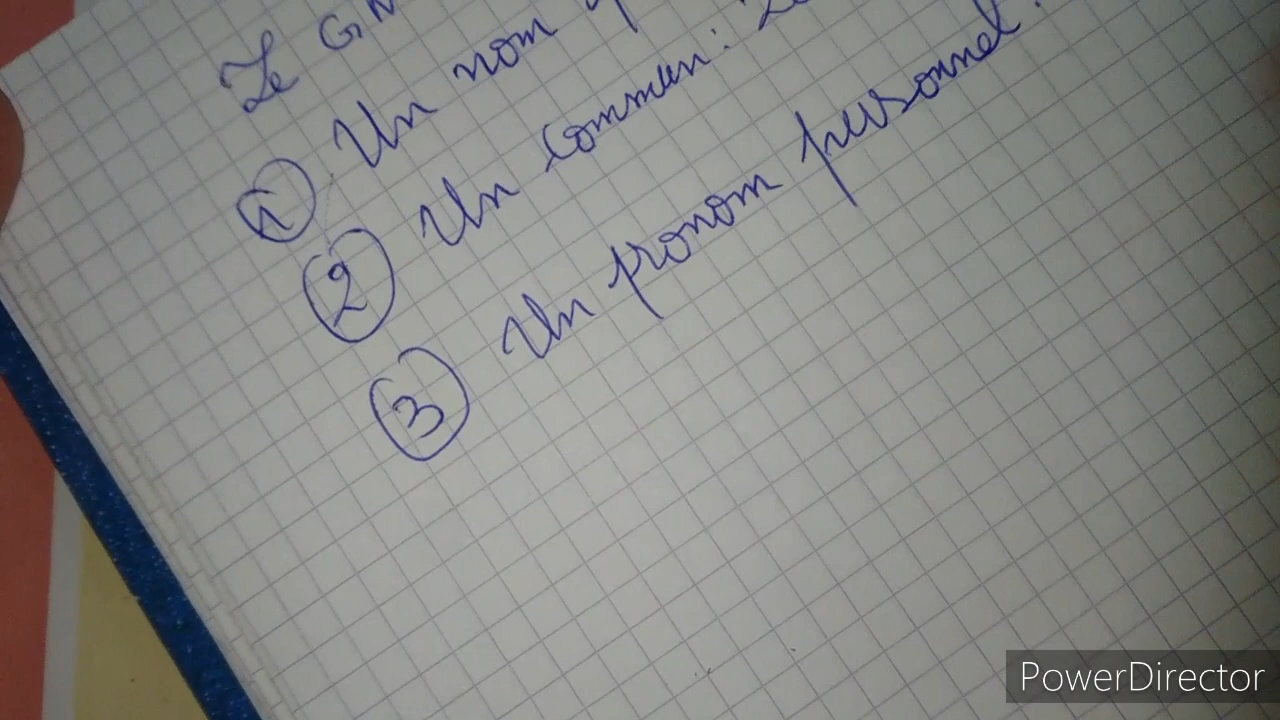 Le GN
① Un nom
② Un commun :
③ Un pronom personnel
PowerDirector